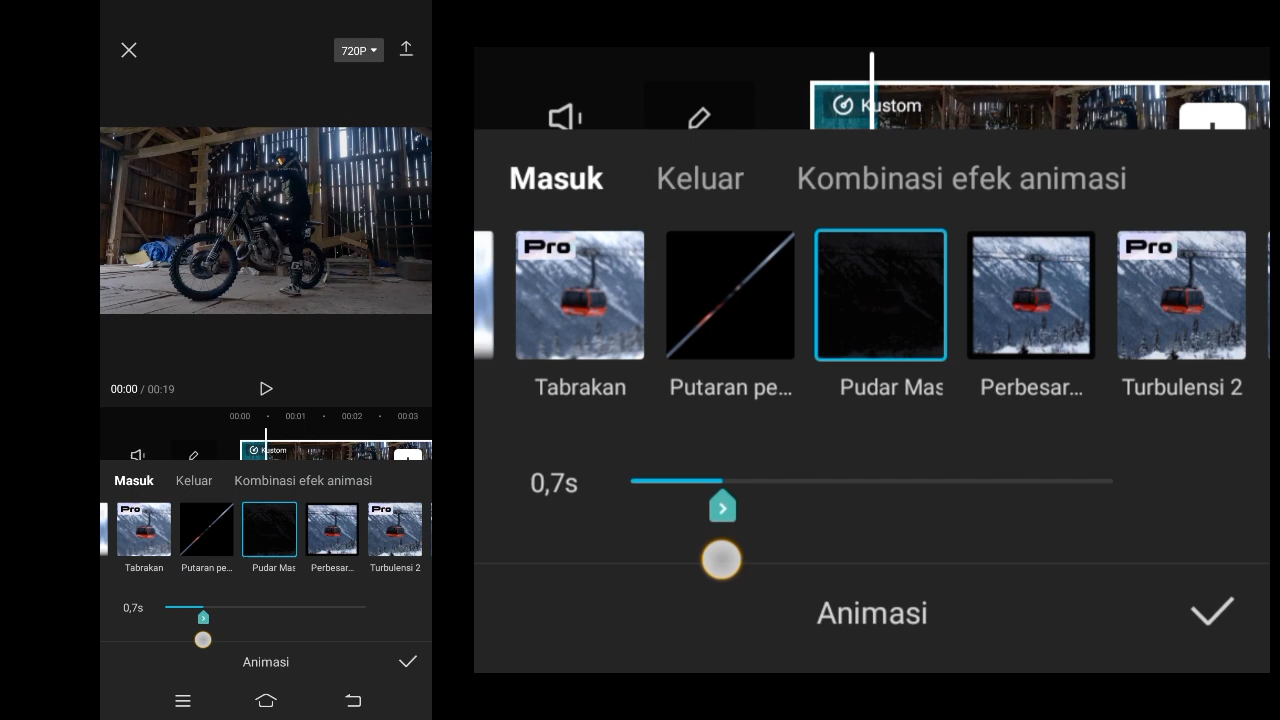 720P
00:00 / 00:19
00:00 00:01 00:02 00:03
Kustom
Masuk Keluar Kombinasi efek animasi
Pro Pro
Tabrakan Putaran pe... Pudar Mas Perbesar... Turbulensi 2
0,7s
Animasi
Kustom
Masuk Keluar Kombinasi efek animasi
Pro Pro
Tabrakan Putaran pe... Pudar Mas Perbesar... Turbulensi 2
0,7s
Animasi